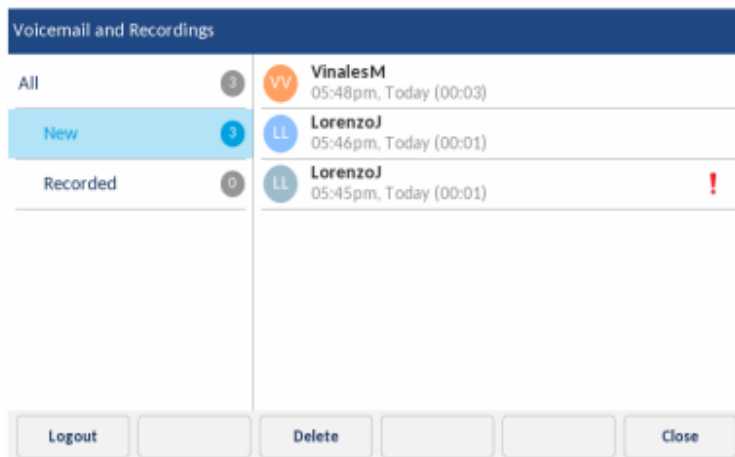 Voicemail and Recordings
All 3
New 3
Recorded 0
VV VinalesM
05:48pm, Today (00:03)
LL LorenzoJ
05:46pm, Today (00:01)
LL LorenzoJ
05:45pm, Today (00:01) !
Logout Delete Close